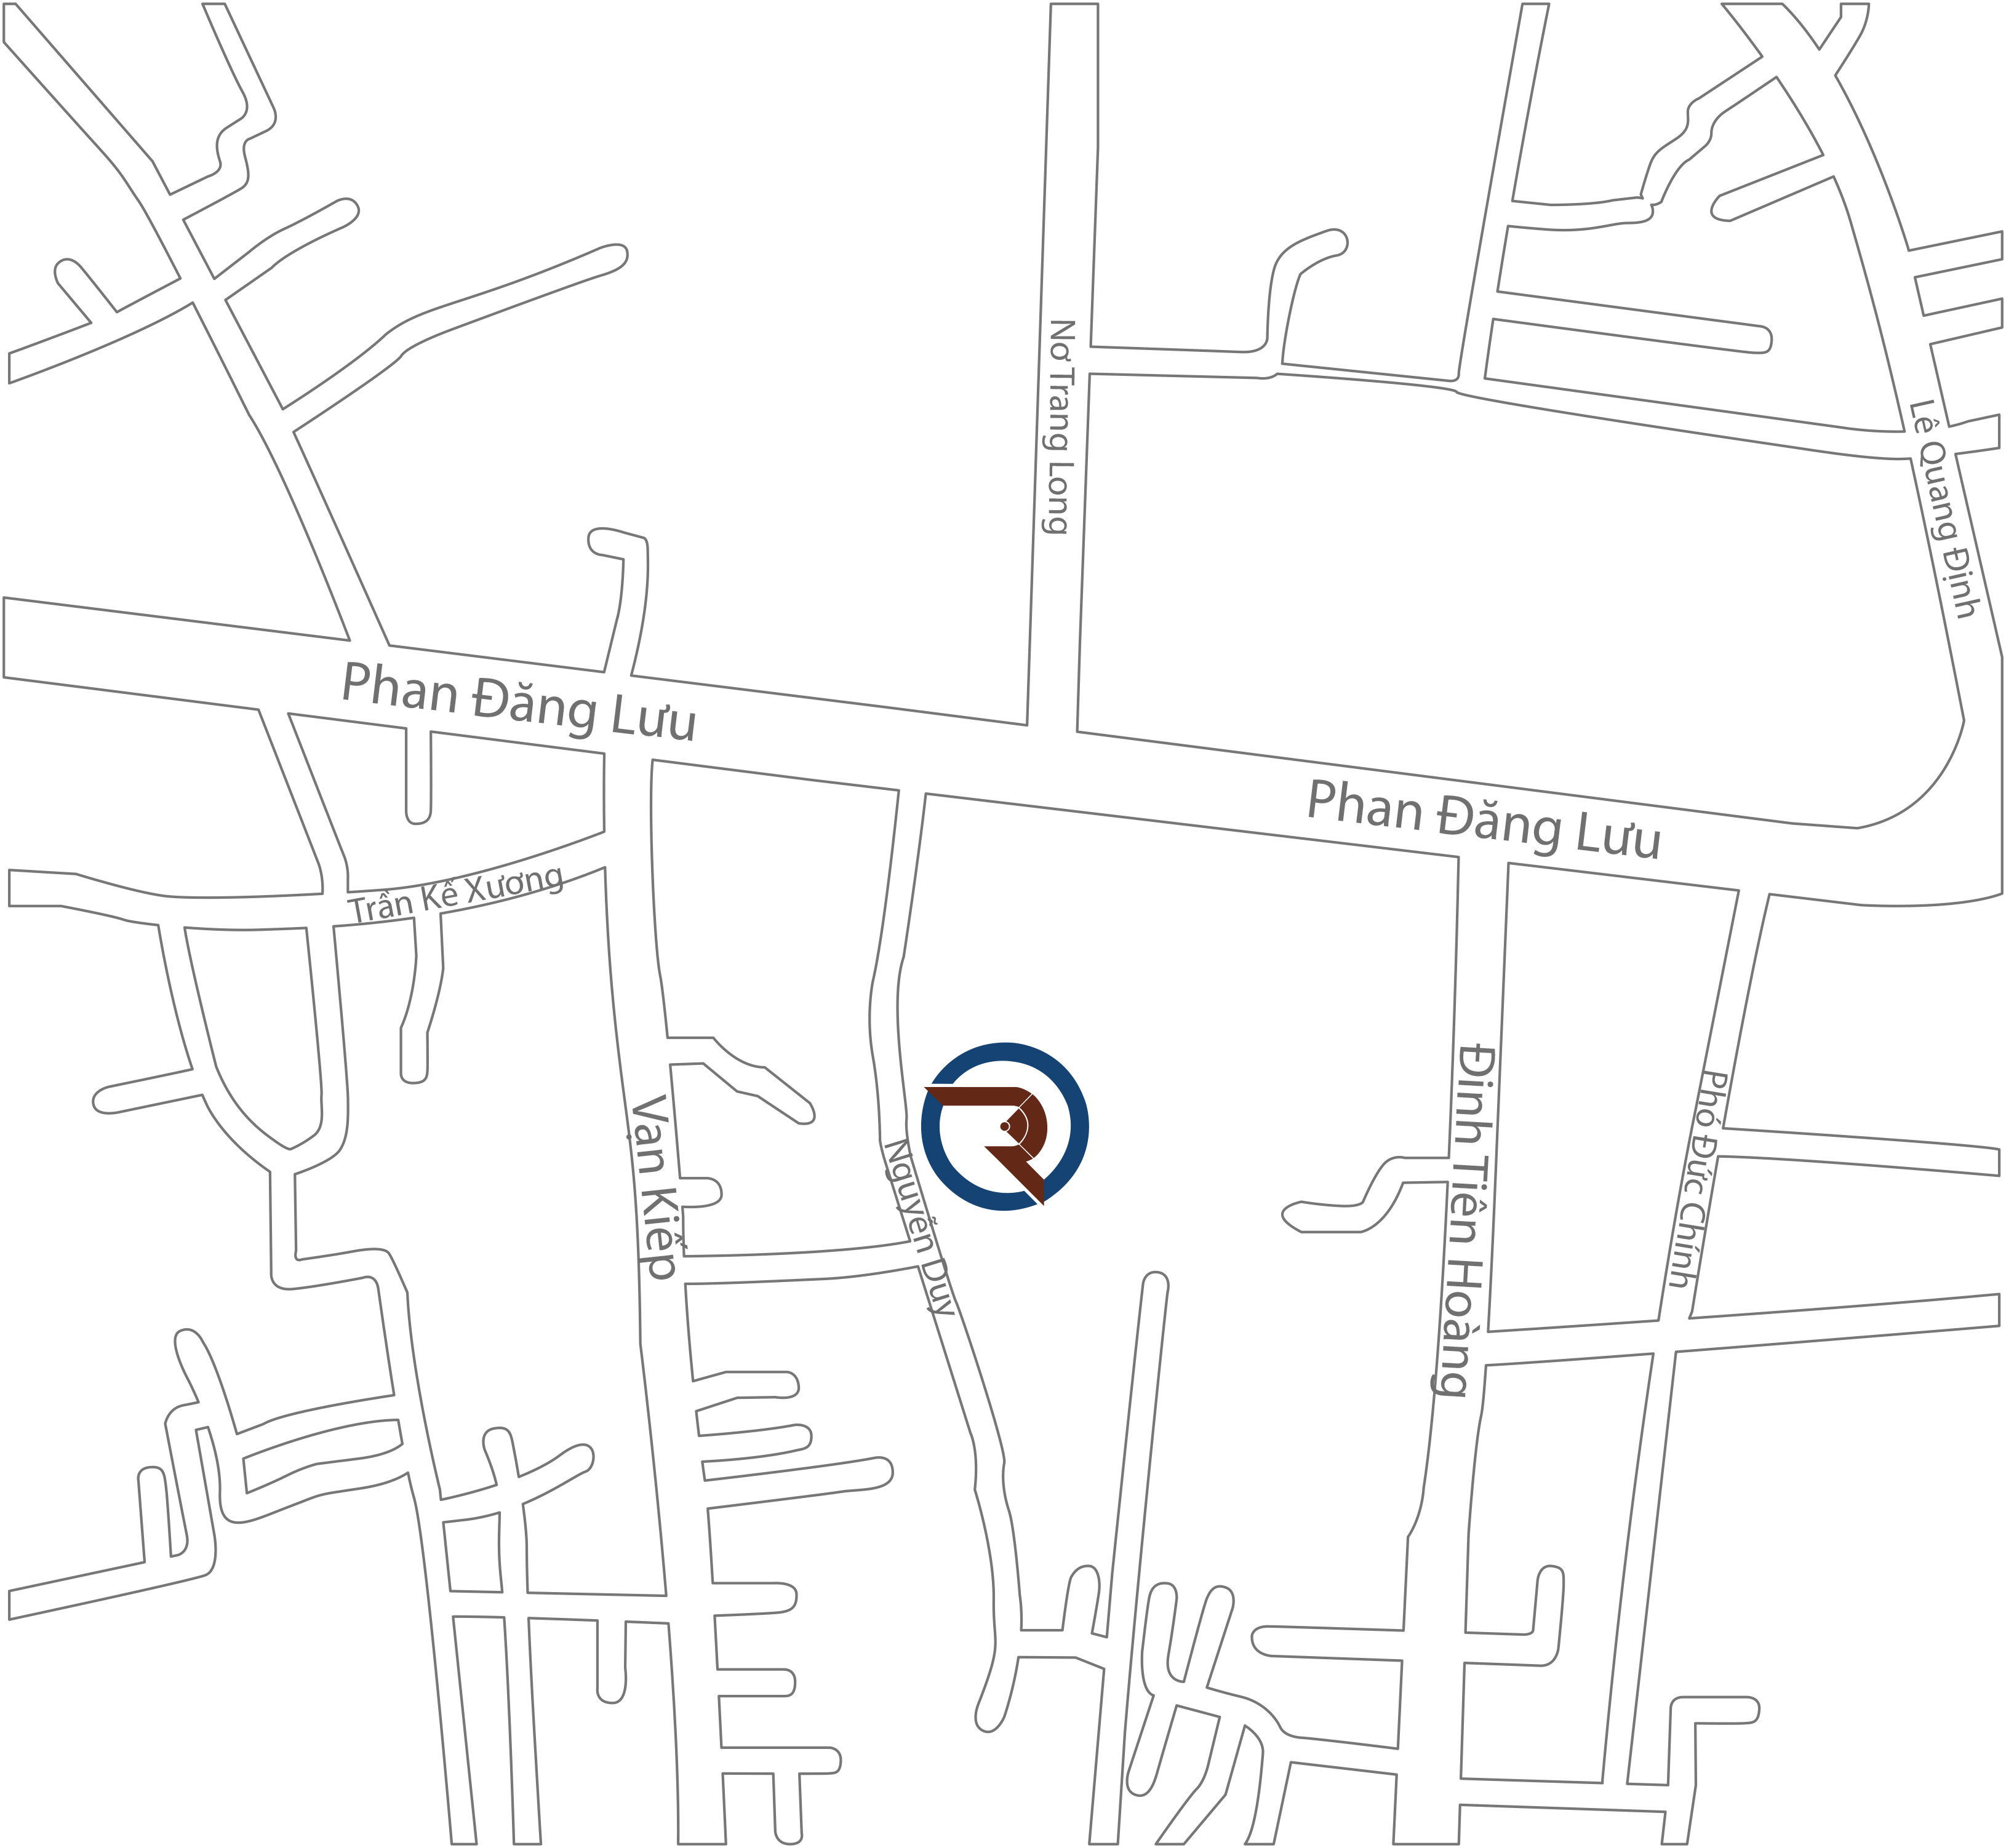 Nơ Trang Long
Lê Quang Định
Phan Đăng Lưu
Phan Đăng Lưu
Trần Kế Xương
Vạn Kiếp
Nguyễn Duy
Đinh Tiên Hoàng
Phó Đức Chính